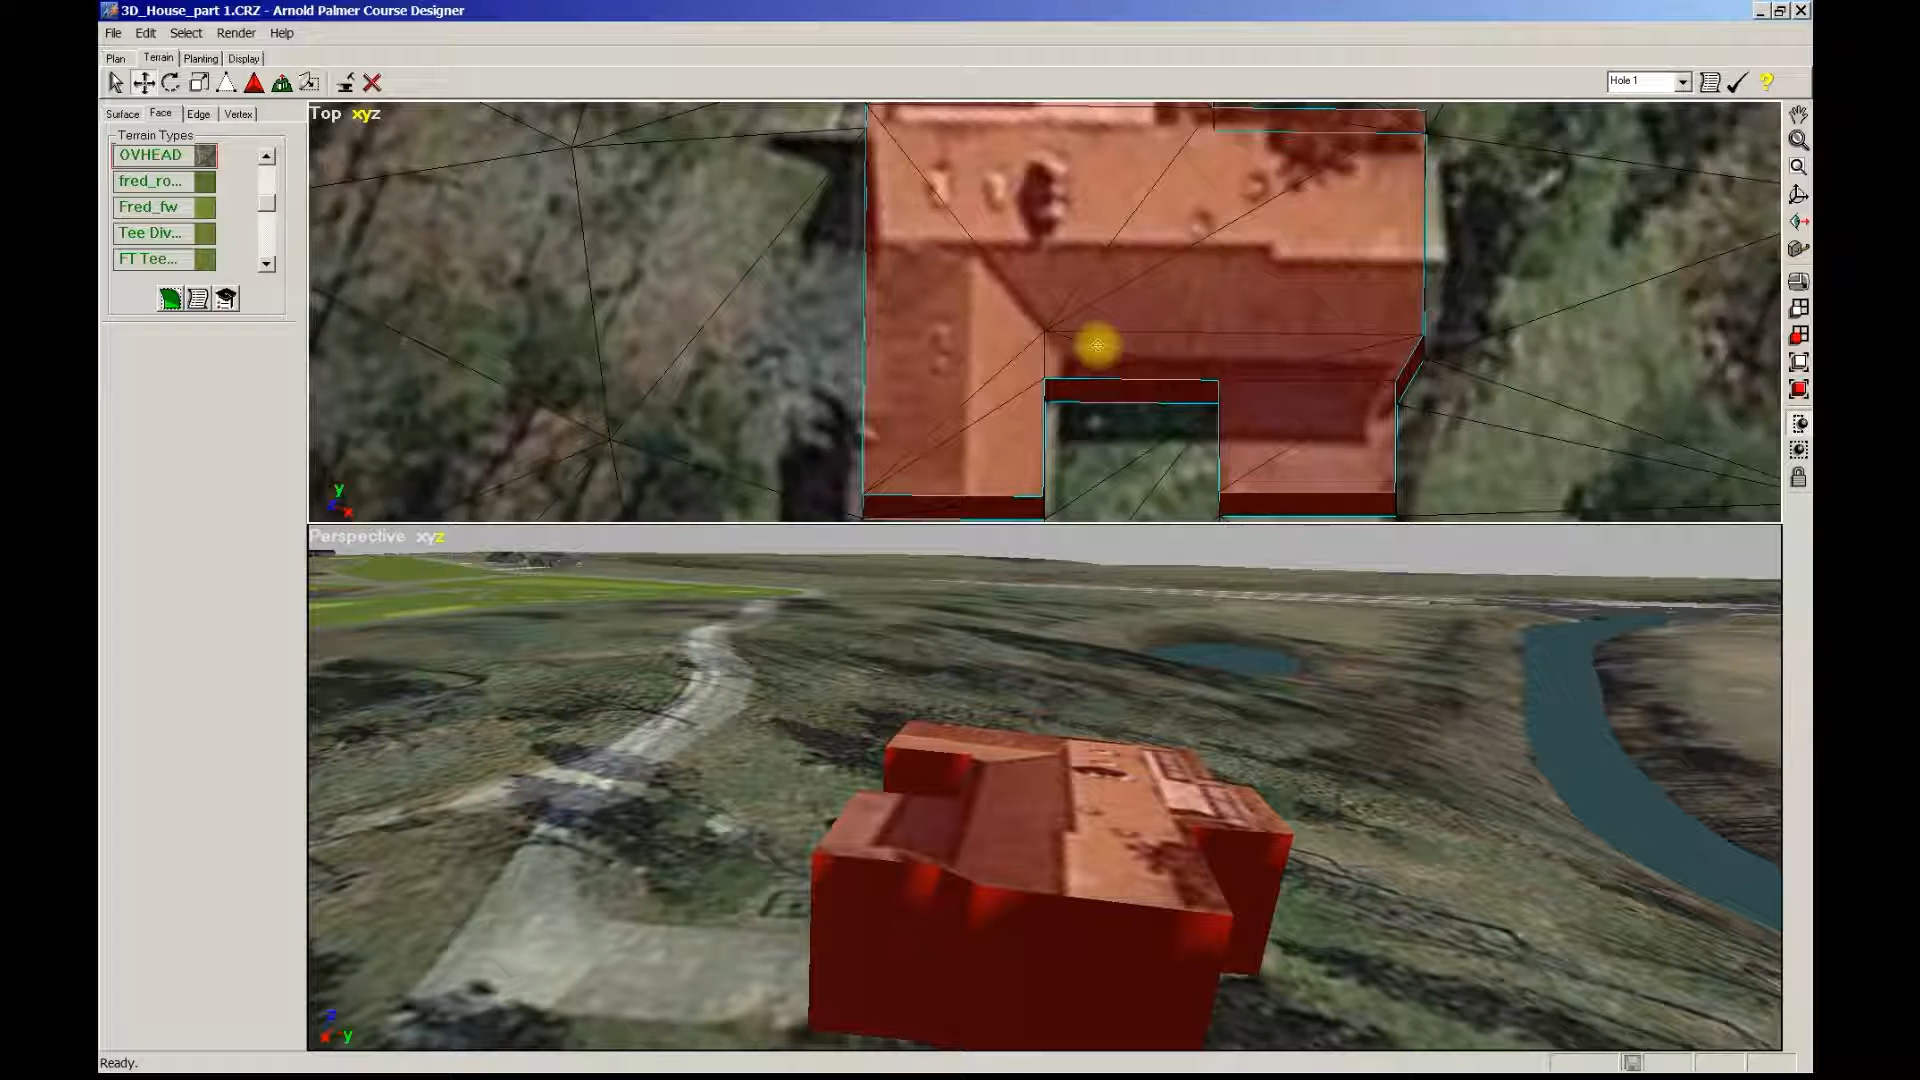 3D_House_part 1.CRZ - Arnold Palmer Course Designer
File Edit Select Render Help
Plan Terrain Planting Display
Hole 1
Surface Face Edge Vertex
Terrain Types
OVHEAD
fred_ro...
Fred_fw
Tee Div...
FT Tee...
Top xyz
y
z x
Perspective xyz
z
x y
Ready.